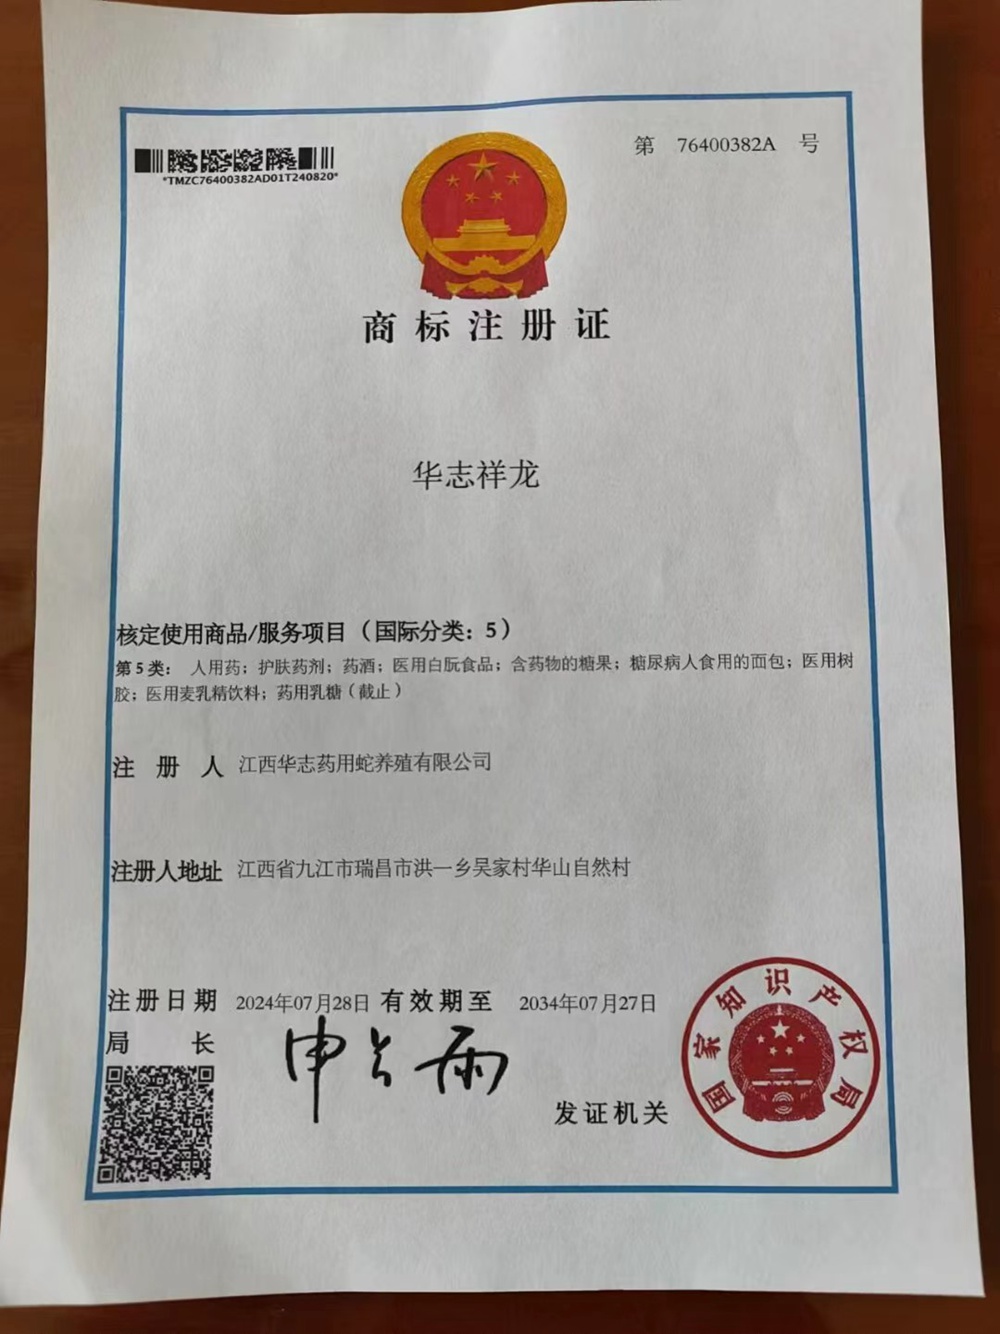 第 76400382A 号
*TMZC76400382AD01T240820*
商标注册证
华志祥龙
核定使用商品/服务项目（国际分类：5）
第5类： 人用药；护肤药剂；药酒；医用白朊食品；含药物的糖果；糖尿病人食用的面包；医用树
胶；医用麦乳精饮料；药用乳糖（截止）
注册人 江西华志药用蛇养殖有限公司
注册人地址 江西省九江市瑞昌市洪一乡吴家村华山自然村
注册日期 2024年07月28日 有效期至 2034年07月27日
局长 申长雨
发证机关
国家知识产权局